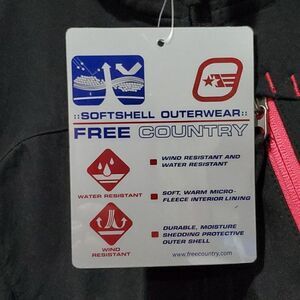 :: SOFTSHELL OUTERWEAR ::
FREE COUNTRY
WIND RESISTANT AND
WATER RESISTANT
WATER RESISTANT
SOFT, WARM MICRO-
FLEECE INTERIOR LINING
WIND
RESISTANT
DURABLE, MOISTURE
SHEDDING PROTECTIVE
OUTER SHELL
www.freecountry.com